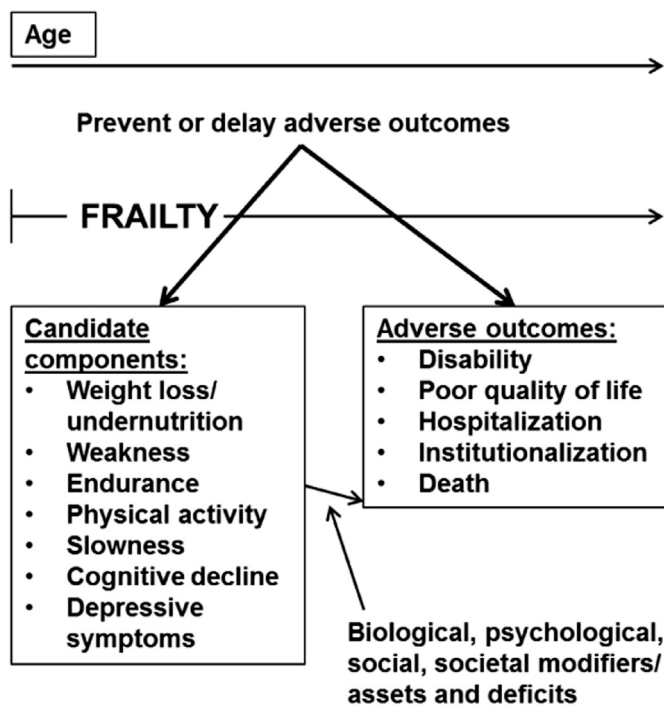 Age
Prevent or delay adverse outcomes
FRAILTY
Candidate
components:
• Weight loss/
undernutrition
• Weakness
• Endurance
• Physical activity
• Slowness
• Cognitive decline
• Depressive
symptoms
Adverse outcomes:
• Disability
• Poor quality of life
• Hospitalization
• Institutionalization
• Death
Biological, psychological,
social, societal modifiers/
assets and deficits